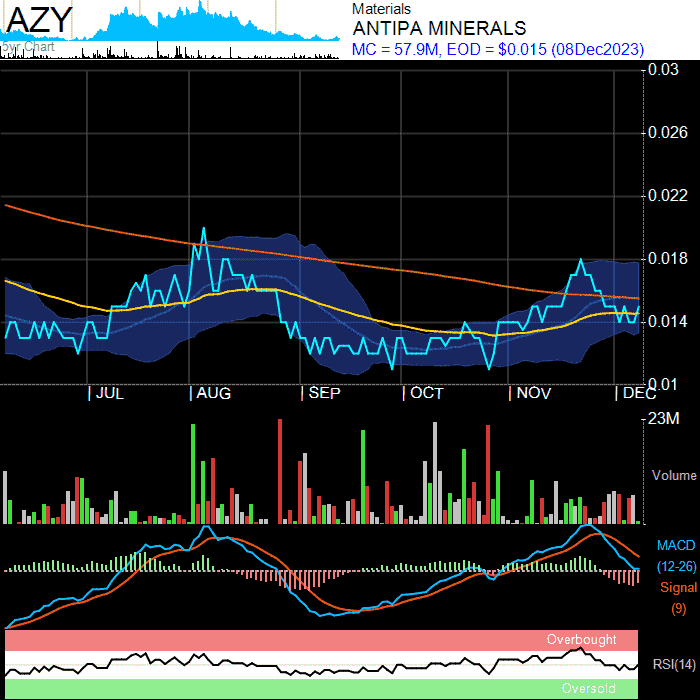 AZY
5yr Chart
Materials
ANTIPA MINERALS
MC = 57.9M, EOD = $0.015 (08Dec2023)
0.03
0.026
0.022
0.018
0.014
0.01
| JUL | AUG | SEP | OCT | NOV | DEC
23M
Volume
MACD
(12-26)
Signal
(9)
Overbought
RSI(14)
Oversold